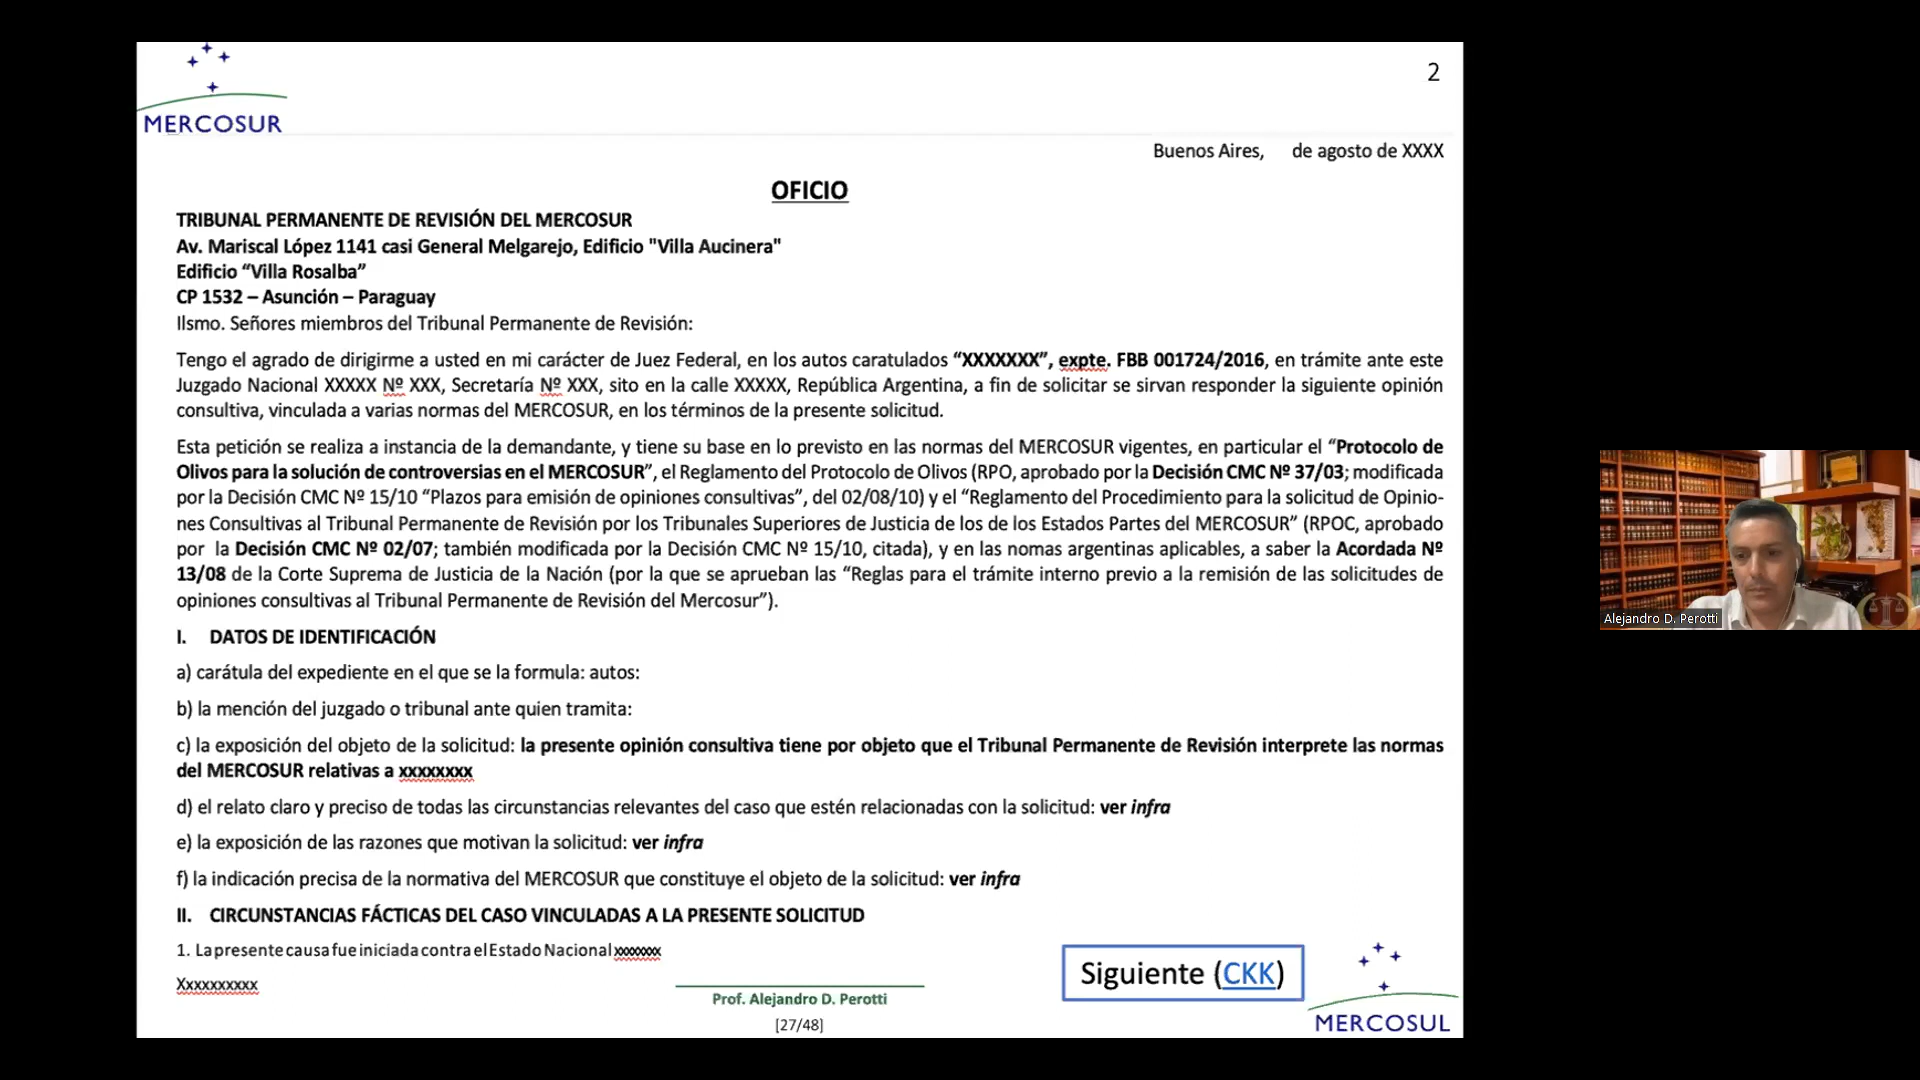 2
MERCOSUR
Buenos Aires, de agosto de XXXX
OFICIO
TRIBUNAL PERMANENTE DE REVISIÓN DEL MERCOSUR
Av. Mariscal López 1141 casi General Melgarejo, Edificio "Villa Aucinera"
Edificio “Villa Rosalba”
CP 1532 – Asunción – Paraguay
Ilsmo. Señores miembros del Tribunal Permanente de Revisión:
Tengo el agrado de dirigirme a usted en mi carácter de Juez Federal, en los autos caratulados “XXXXXXX”, expte. FBB 001724/2016, en trámite ante este
Juzgado Nacional XXXXX Nº XXX, Secretaría Nº XXX, sito en la calle XXXXX, República Argentina, a fin de solicitar se sirvan responder la siguiente opinión
consultiva, vinculada a varias normas del MERCOSUR, en los términos de la presente solicitud.
Esta petición se realiza a instancia de la demandante, y tiene su base en lo previsto en las normas del MERCOSUR vigentes, en particular el “Protocolo de
Olivos para la solución de controversias en el MERCOSUR”, el Reglamento del Protocolo de Olivos (RPO, aprobado por la Decisión CMC Nº 37/03; modificada
por la Decisión CMC Nº 15/10 “Plazos para emisión de opiniones consultivas”, del 02/08/10) y el “Reglamento del Procedimiento para la solicitud de Opinio-
nes Consultivas al Tribunal Permanente de Revisión por los Tribunales Superiores de Justicia de los de los Estados Partes del MERCOSUR” (RPOC, aprobado
por la Decisión CMC Nº 02/07; también modificada por la Decisión CMC Nº 15/10, citada), y en las nomas argentinas aplicables, a saber la Acordada Nº
13/08 de la Corte Suprema de Justicia de la Nación (por la que se aprueban las “Reglas para el trámite interno previo a la remisión de las solicitudes de
opiniones consultivas al Tribunal Permanente de Revisión del Mercosur”).
I. DATOS DE IDENTIFICACIÓN
a) carátula del expediente en el que se la formula: autos:
b) la mención del juzgado o tribunal ante quien tramita:
c) la exposición del objeto de la solicitud: la presente opinión consultiva tiene por objeto que el Tribunal Permanente de Revisión interprete las normas
del MERCOSUR relativas a xxxxxxxx
d) el relato claro y preciso de todas las circunstancias relevantes del caso que estén relacionadas con la solicitud: ver infra
e) la exposición de las razones que motivan la solicitud: ver infra
f) la indicación precisa de la normativa del MERCOSUR que constituye el objeto de la solicitud: ver infra
II. CIRCUNSTANCIAS FÁCTICAS DEL CASO VINCULADAS A LA PRESENTE SOLICITUD
1. La presente causa fue iniciada contra el Estado Nacional xxxxxxx
Xxxxxxxxxx
Siguiente (CKK)
Prof. Alejandro D. Perotti
[27/48]
MERCOSUL
Alejandro D. Perotti